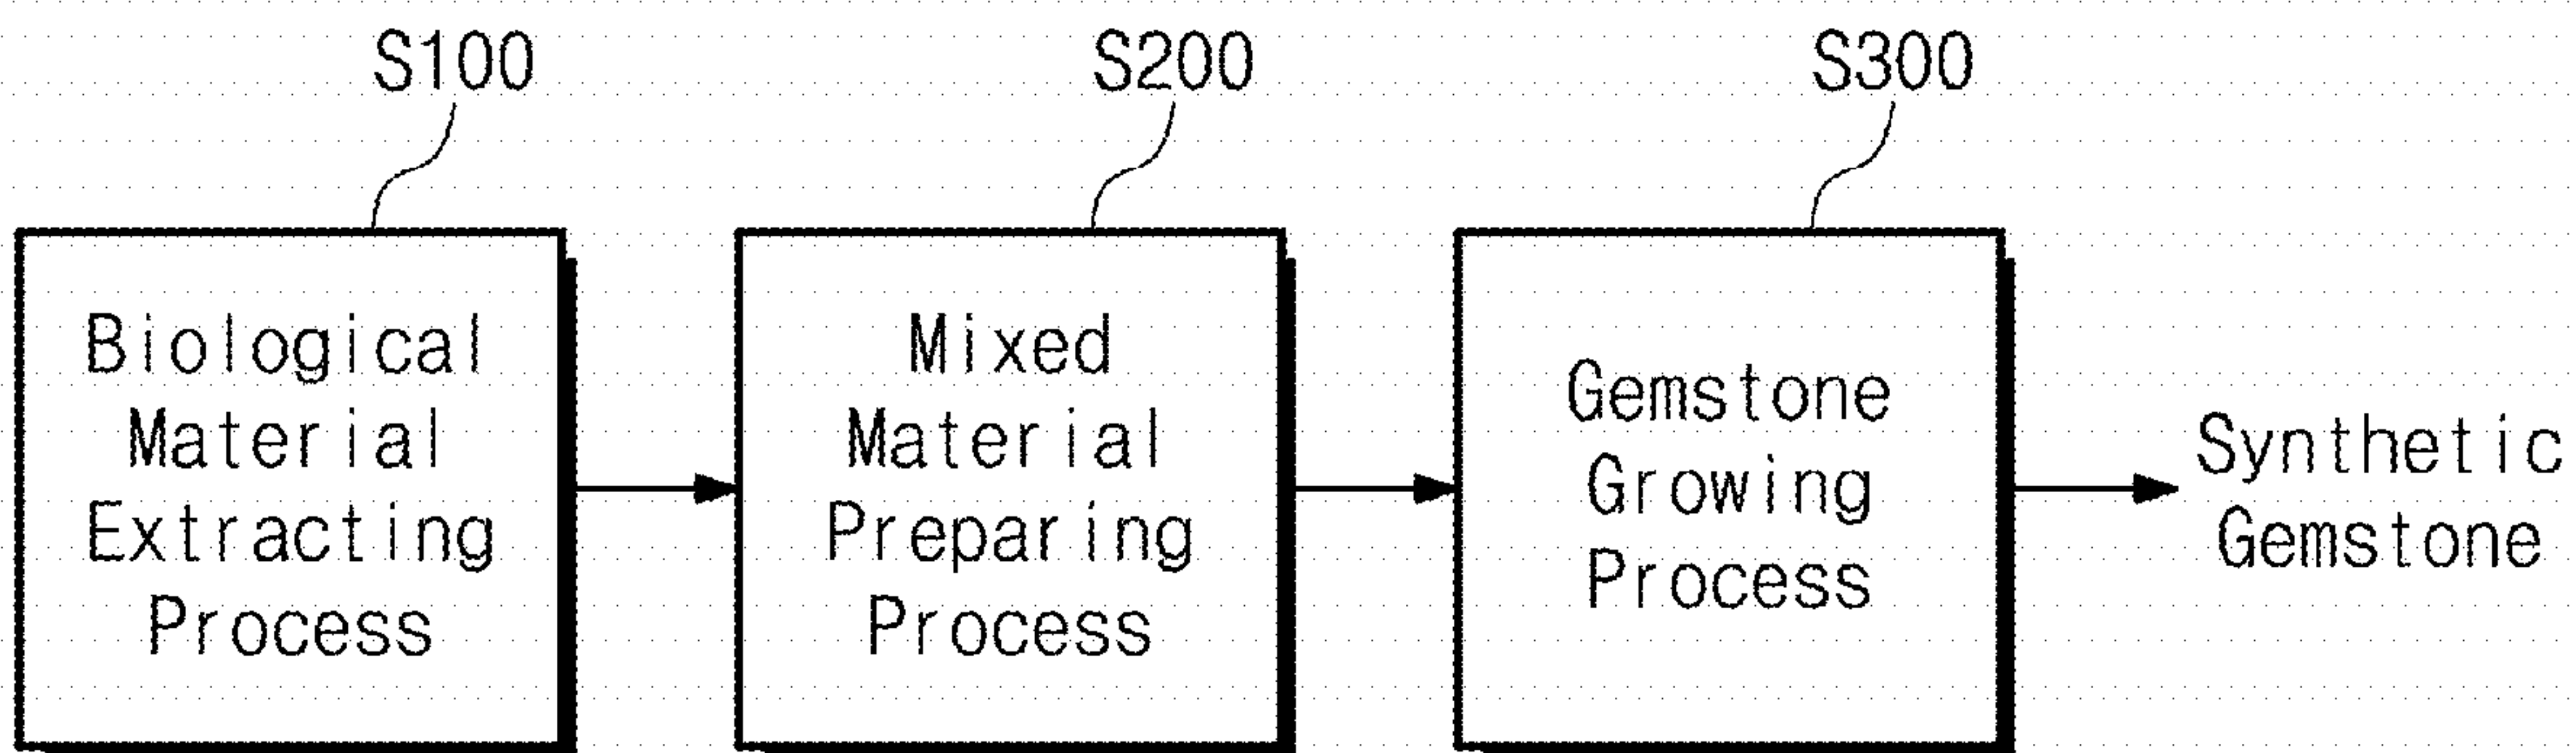 S100
S200
S300
Biological
Material
Extracting
Process
Mixed
Material
Preparing
Process
Gemstone
Growing
Process
Synthetic
Gemstone